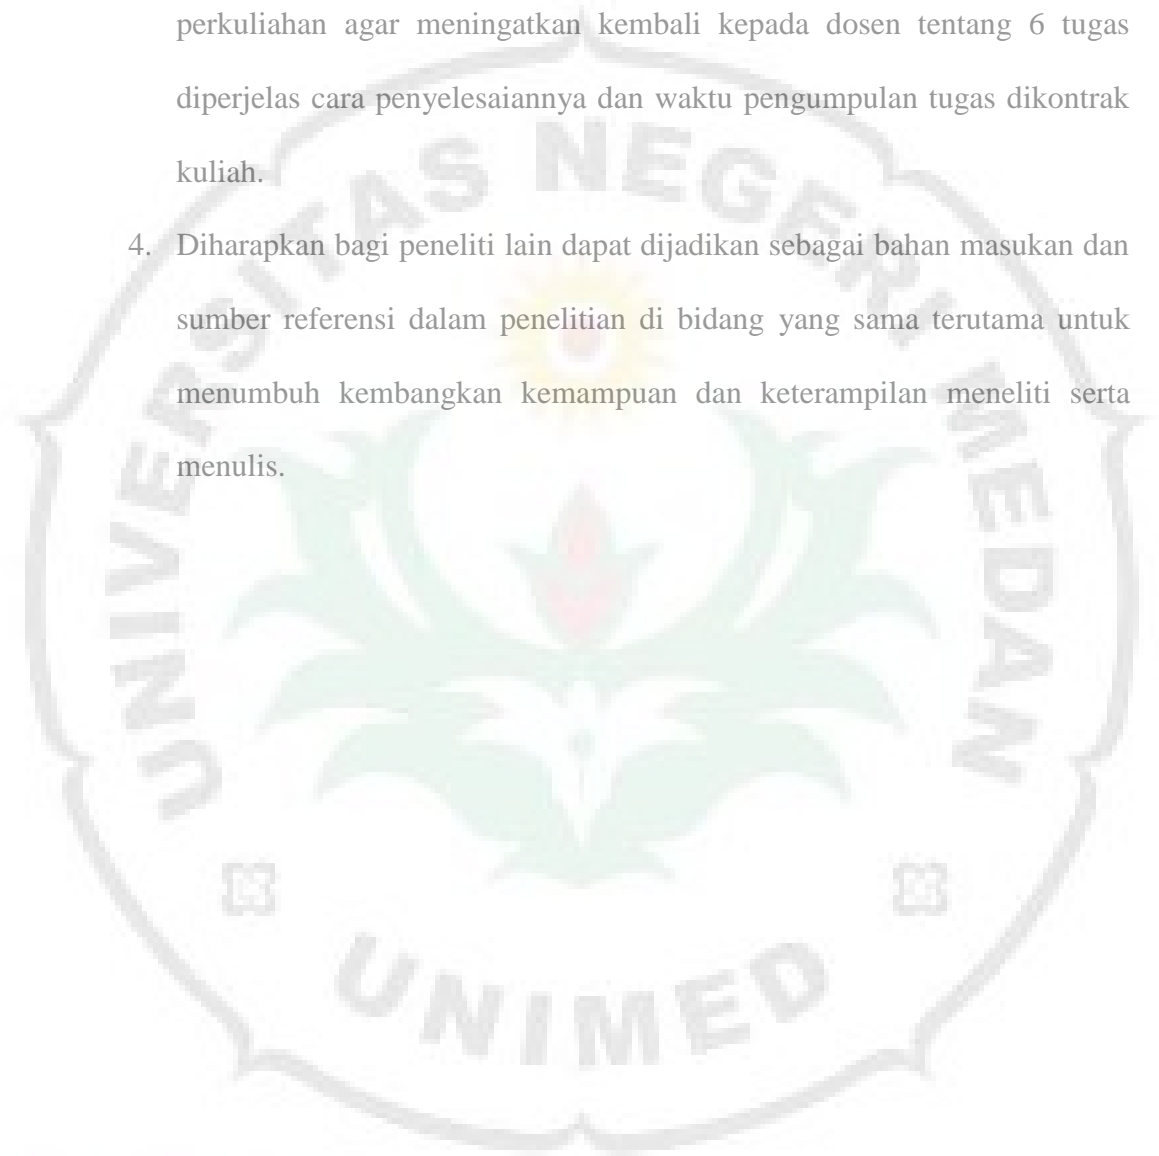 perkuliahan agar meningatkan kembali kepada dosen tentang 6 tugas
diperjelas cara penyelesaiannya dan waktu pengumpulan tugas dikontrak
kuliah.
4. Diharapkan bagi peneliti lain dapat dijadikan sebagai bahan masukan dan
sumber referensi dalam penelitian di bidang yang sama terutama untuk
menumbuh kembangkan kemampuan dan keterampilan meneliti serta
menulis.
UNIVERSITAS NEGERI MEDAN
UNIMED